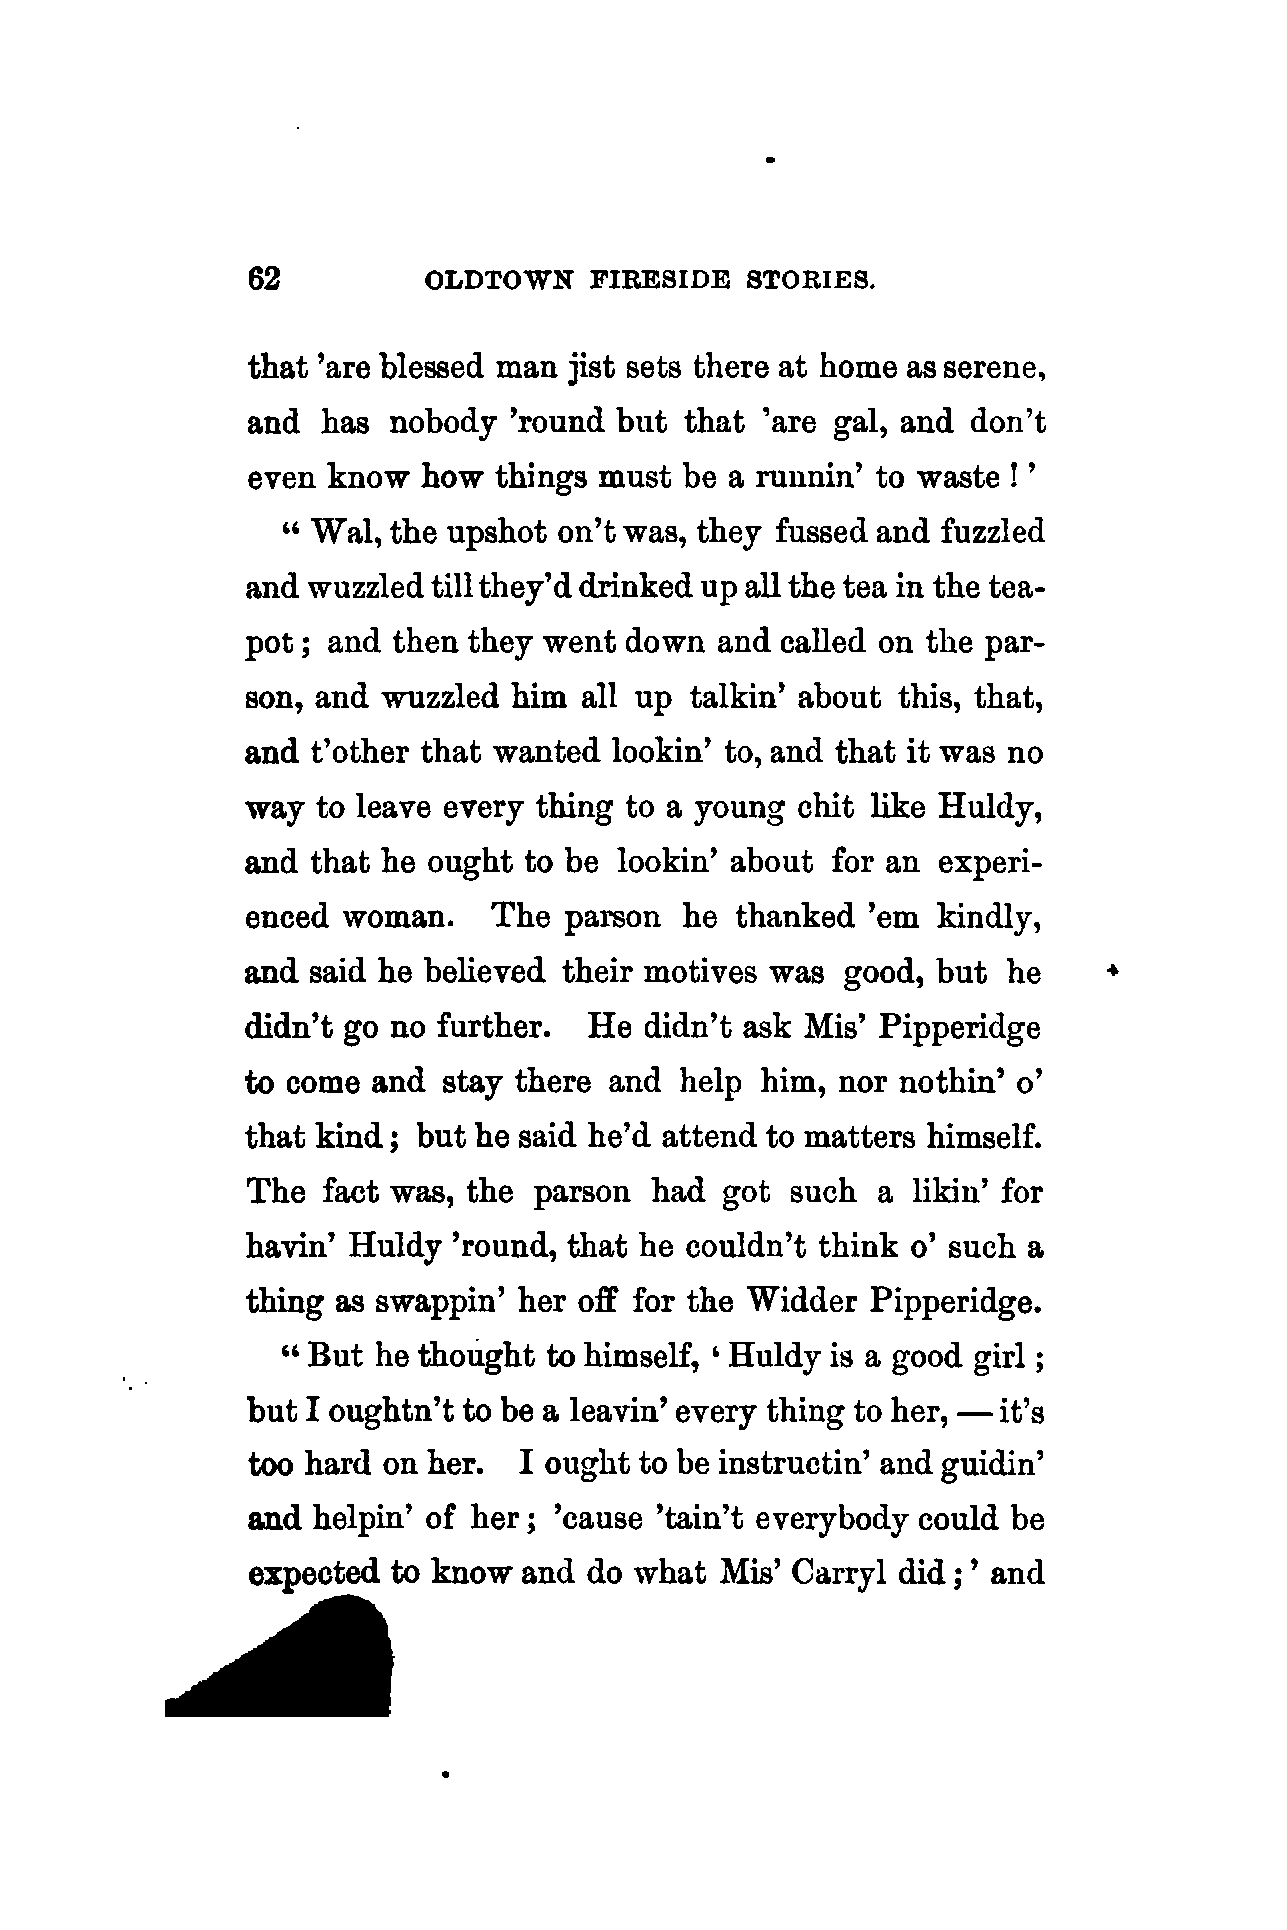 62 OLDTOWN FIRESIDE STORIES.
that ’are blessed man jist sets there at home as serene,
and has nobody ’round but that ’are gal, and don’t
even know how things must be a runnin’ to waste ! ’
“ Wal, the upshot on’t was, they fussed and fuzzled
and wuzzled till they’d drinked up all the tea in the tea-
pot ; and then they went down and called on the par-
son, and wuzzled him all up talkin’ about this, that,
and t’other that wanted lookin’ to, and that it was no
way to leave every thing to a young chit like Huldy,
and that he ought to be lookin’ about for an experi-
enced woman. The parson he thanked ’em kindly,
and said he believed their motives was good, but he
didn’t go no further. He didn’t ask Mis’ Pipperidge
to come and stay there and help him, nor nothin’ o’
that kind ; but he said he’d attend to matters himself.
The fact was, the parson had got such a likin’ for
havin’ Huldy ’round, that he couldn’t think o’ such a
thing as swappin’ her off for the Widder Pipperidge.
“ But he thought to himself, ‘ Huldy is a good girl ;
but I oughtn’t to be a leavin’ every thing to her, — it’s
too hard on her. I ought to be instructin’ and guidin’
and helpin’ of her ; ’cause ’tain’t everybody could be
expected to know and do what Mis’ Carryl did ; ’ and